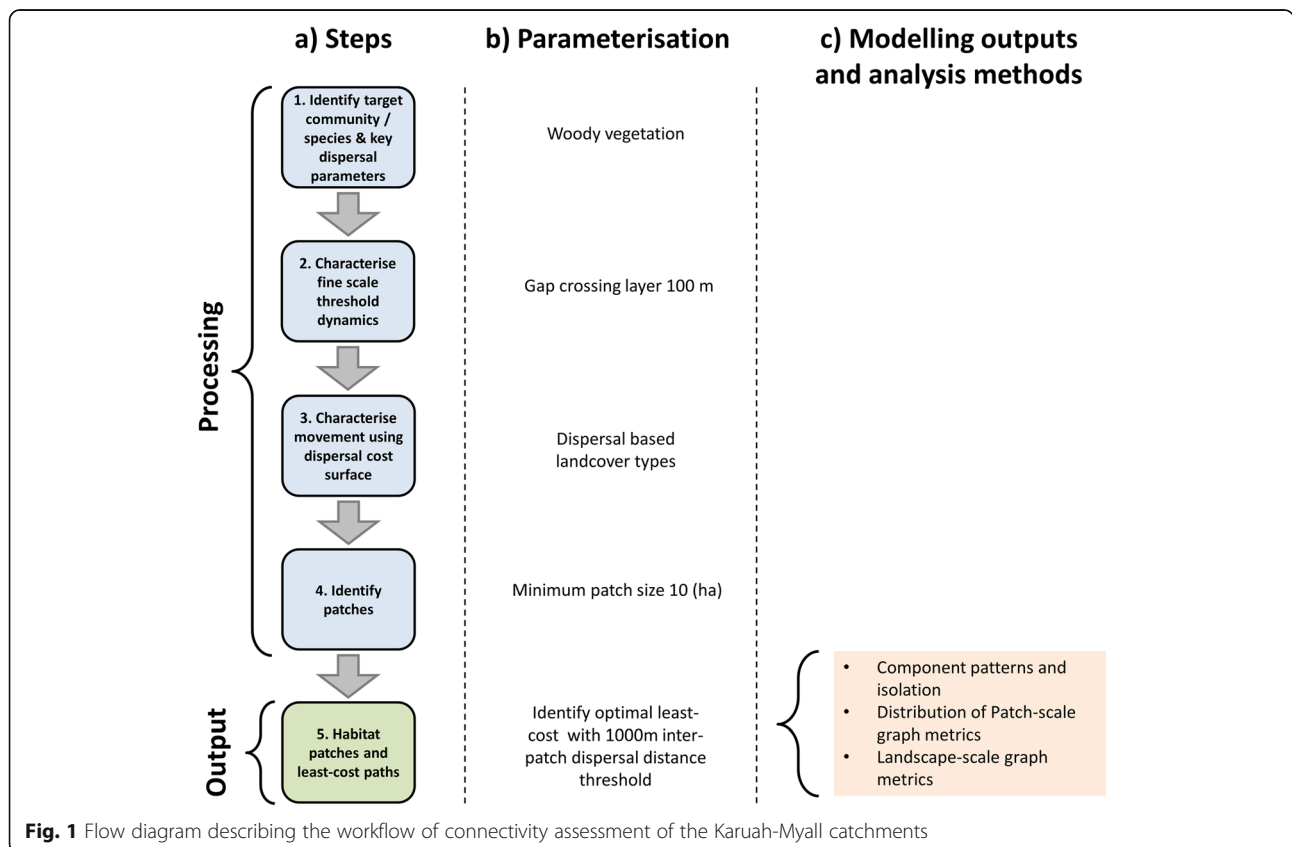 a) Steps
b) Parameterisation
c) Modelling outputs
and analysis methods
Processing
1. Identify target
community /
species & key
dispersal
parameters
Woody vegetation
2. Characterise
fine scale
threshold
dynamics
Gap crossing layer 100 m
3. Characterise
movement using
dispersal cost
surface
Dispersal based
landcover types
4. Identify
patches
Minimum patch size 10 (ha)
Output
5. Habitat
patches and
least-cost paths
Identify optimal least-
cost with 1000m inter-
patch dispersal distance
threshold
• Component patterns and
isolation
• Distribution of Patch-scale
graph metrics
• Landscape-scale graph
metrics
Fig. 1 Flow diagram describing the workflow of connectivity assessment of the Karuah-Myall catchments